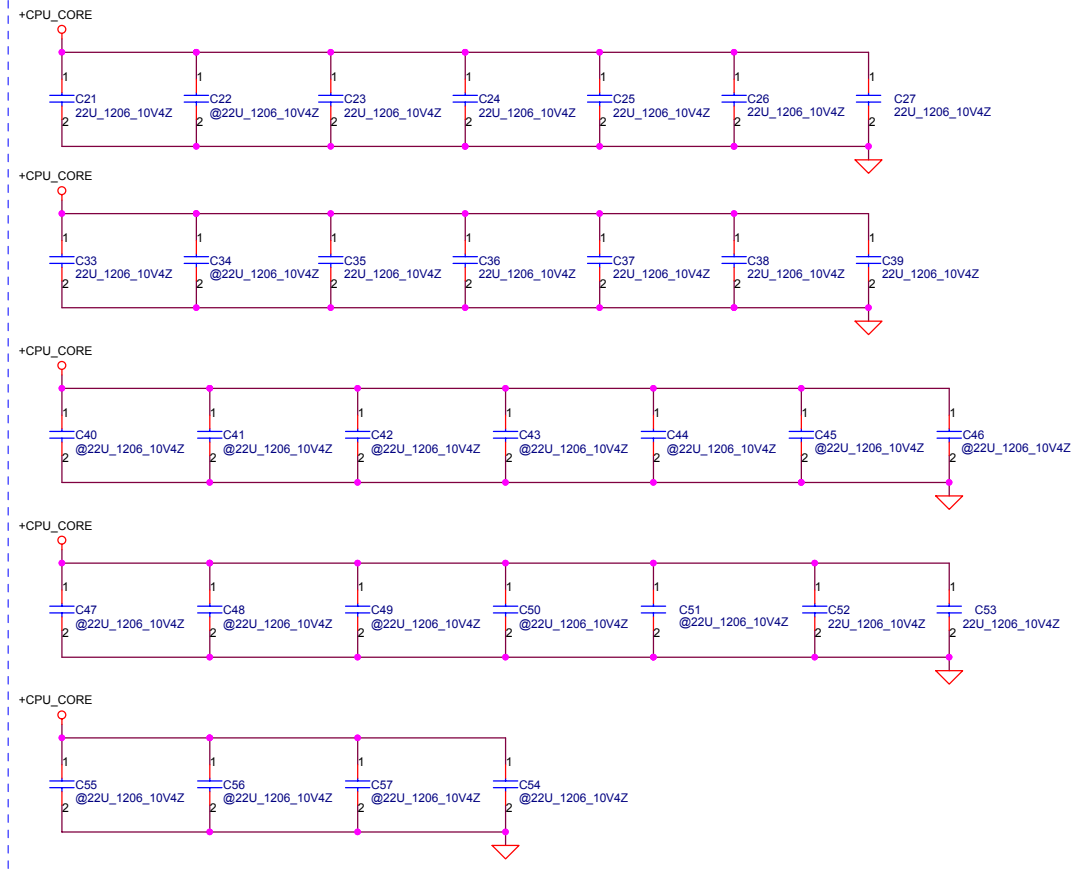 +CPU_CORE
1 1 1 1 1 1 1
C21 C22 C23 C24 C25 C26 C27
22U_1206_10V4Z @22U_1206_10V4Z 22U_1206_10V4Z 22U_1206_10V4Z 22U_1206_10V4Z 22U_1206_10V4Z 22U_1206_10V4Z
2 2 2 2 2 2 2
+CPU_CORE
1 1 1 1 1 1 1
C33 C34 C35 C36 C37 C38 C39
22U_1206_10V4Z @22U_1206_10V4Z 22U_1206_10V4Z 22U_1206_10V4Z 22U_1206_10V4Z 22U_1206_10V4Z 22U_1206_10V4Z
2 2 2 2 2 2 2
+CPU_CORE
1 1 1 1 1 1 1
C40 C41 C42 C43 C44 C45 C46
@22U_1206_10V4Z @22U_1206_10V4Z @22U_1206_10V4Z @22U_1206_10V4Z @22U_1206_10V4Z @22U_1206_10V4Z @22U_1206_10V4Z
2 2 2 2 2 2 2
+CPU_CORE
1 1 1 1 1 1 1
C47 C48 C49 C50 C51 C52 C53
@22U_1206_10V4Z @22U_1206_10V4Z @22U_1206_10V4Z @22U_1206_10V4Z @22U_1206_10V4Z 22U_1206_10V4Z 22U_1206_10V4Z
2 2 2 2 2 2 2
+CPU_CORE
1 1 1 1
C55 C56 C57 C54
@22U_1206_10V4Z @22U_1206_10V4Z @22U_1206_10V4Z @22U_1206_10V4Z
2 2 2 2